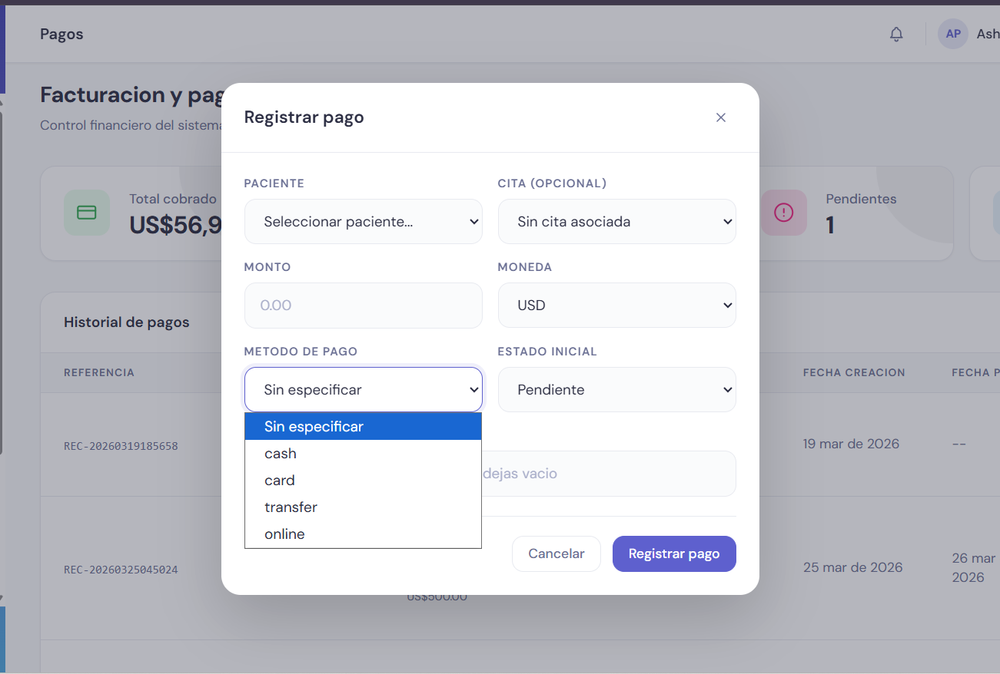 Pagos
AP
Facturacion y pag
Control financiero del sistema
Total cobrado
US$56,9
Pendientes
1
Historial de pagos
REFERENCIA
FECHA CREACION
FECHA P
REC-20260319185658
19 mar de 2026
--
REC-20260325045024
US$500.00
25 mar de 2026
26 mar
2026
Registrar pago
PACIENTE
CITA (OPCIONAL)
Seleccionar paciente...
Sin cita asociada
MONTO
MONEDA
0.00
USD
METODO DE PAGO
ESTADO INICIAL
Sin especificar
Pendiente
Sin especificar
cash
card
transfer
online
dejas vacio
Cancelar
Registrar pago